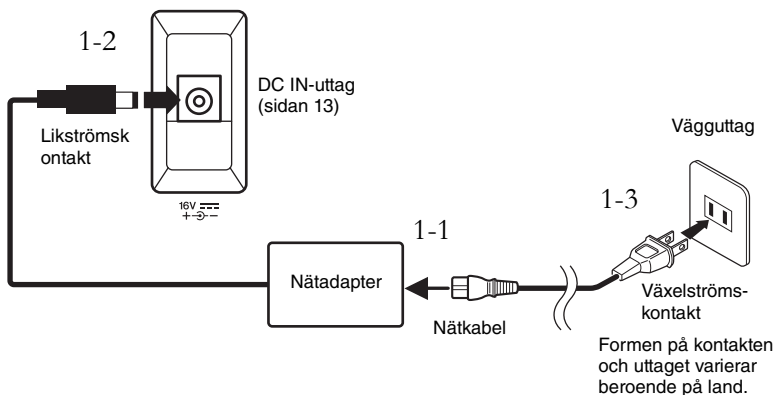 1-2
DC IN-uttag
(sidan 13)
Likströmsk
ontakt
16V
Vägguttag
1-3
1-1
Nätadapter
Nätkabel
Växelströms-
kontakt
Formen på kontakten
och uttaget varierar
beroende på land.